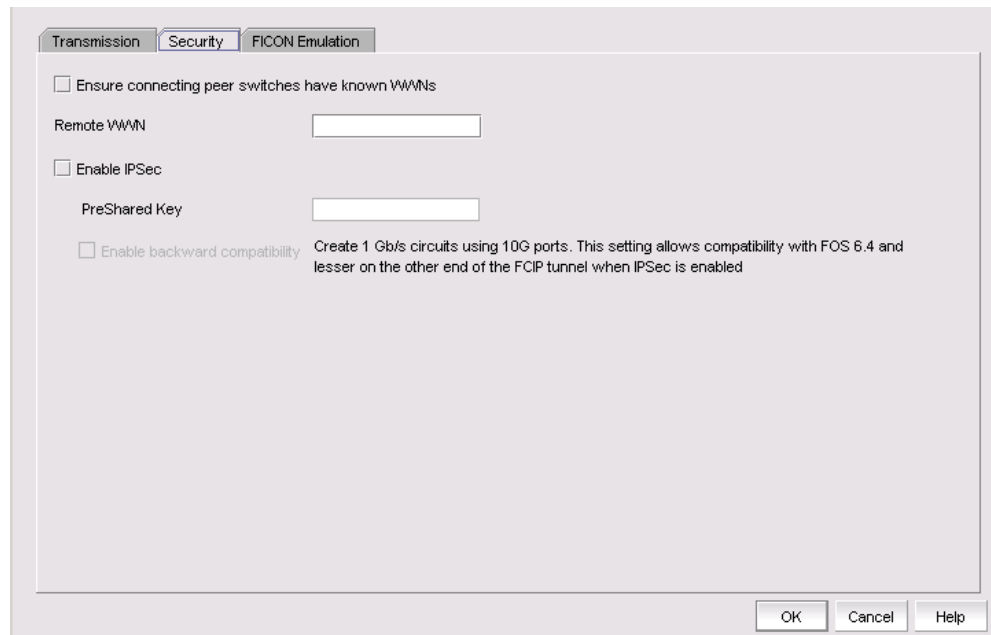 Transmission Security FICON Emulation
Ensure connecting peer switches have known WWNs
Remote WWN
Enable IPSec
PreShared Key
Enable backward compatibility Create 1 Gb/s circuits using 10G ports. This setting allows compatibility with FOS 6.4 and
lesser on the other end of the FCIP tunnel when IPSec is enabled
OK Cancel Help